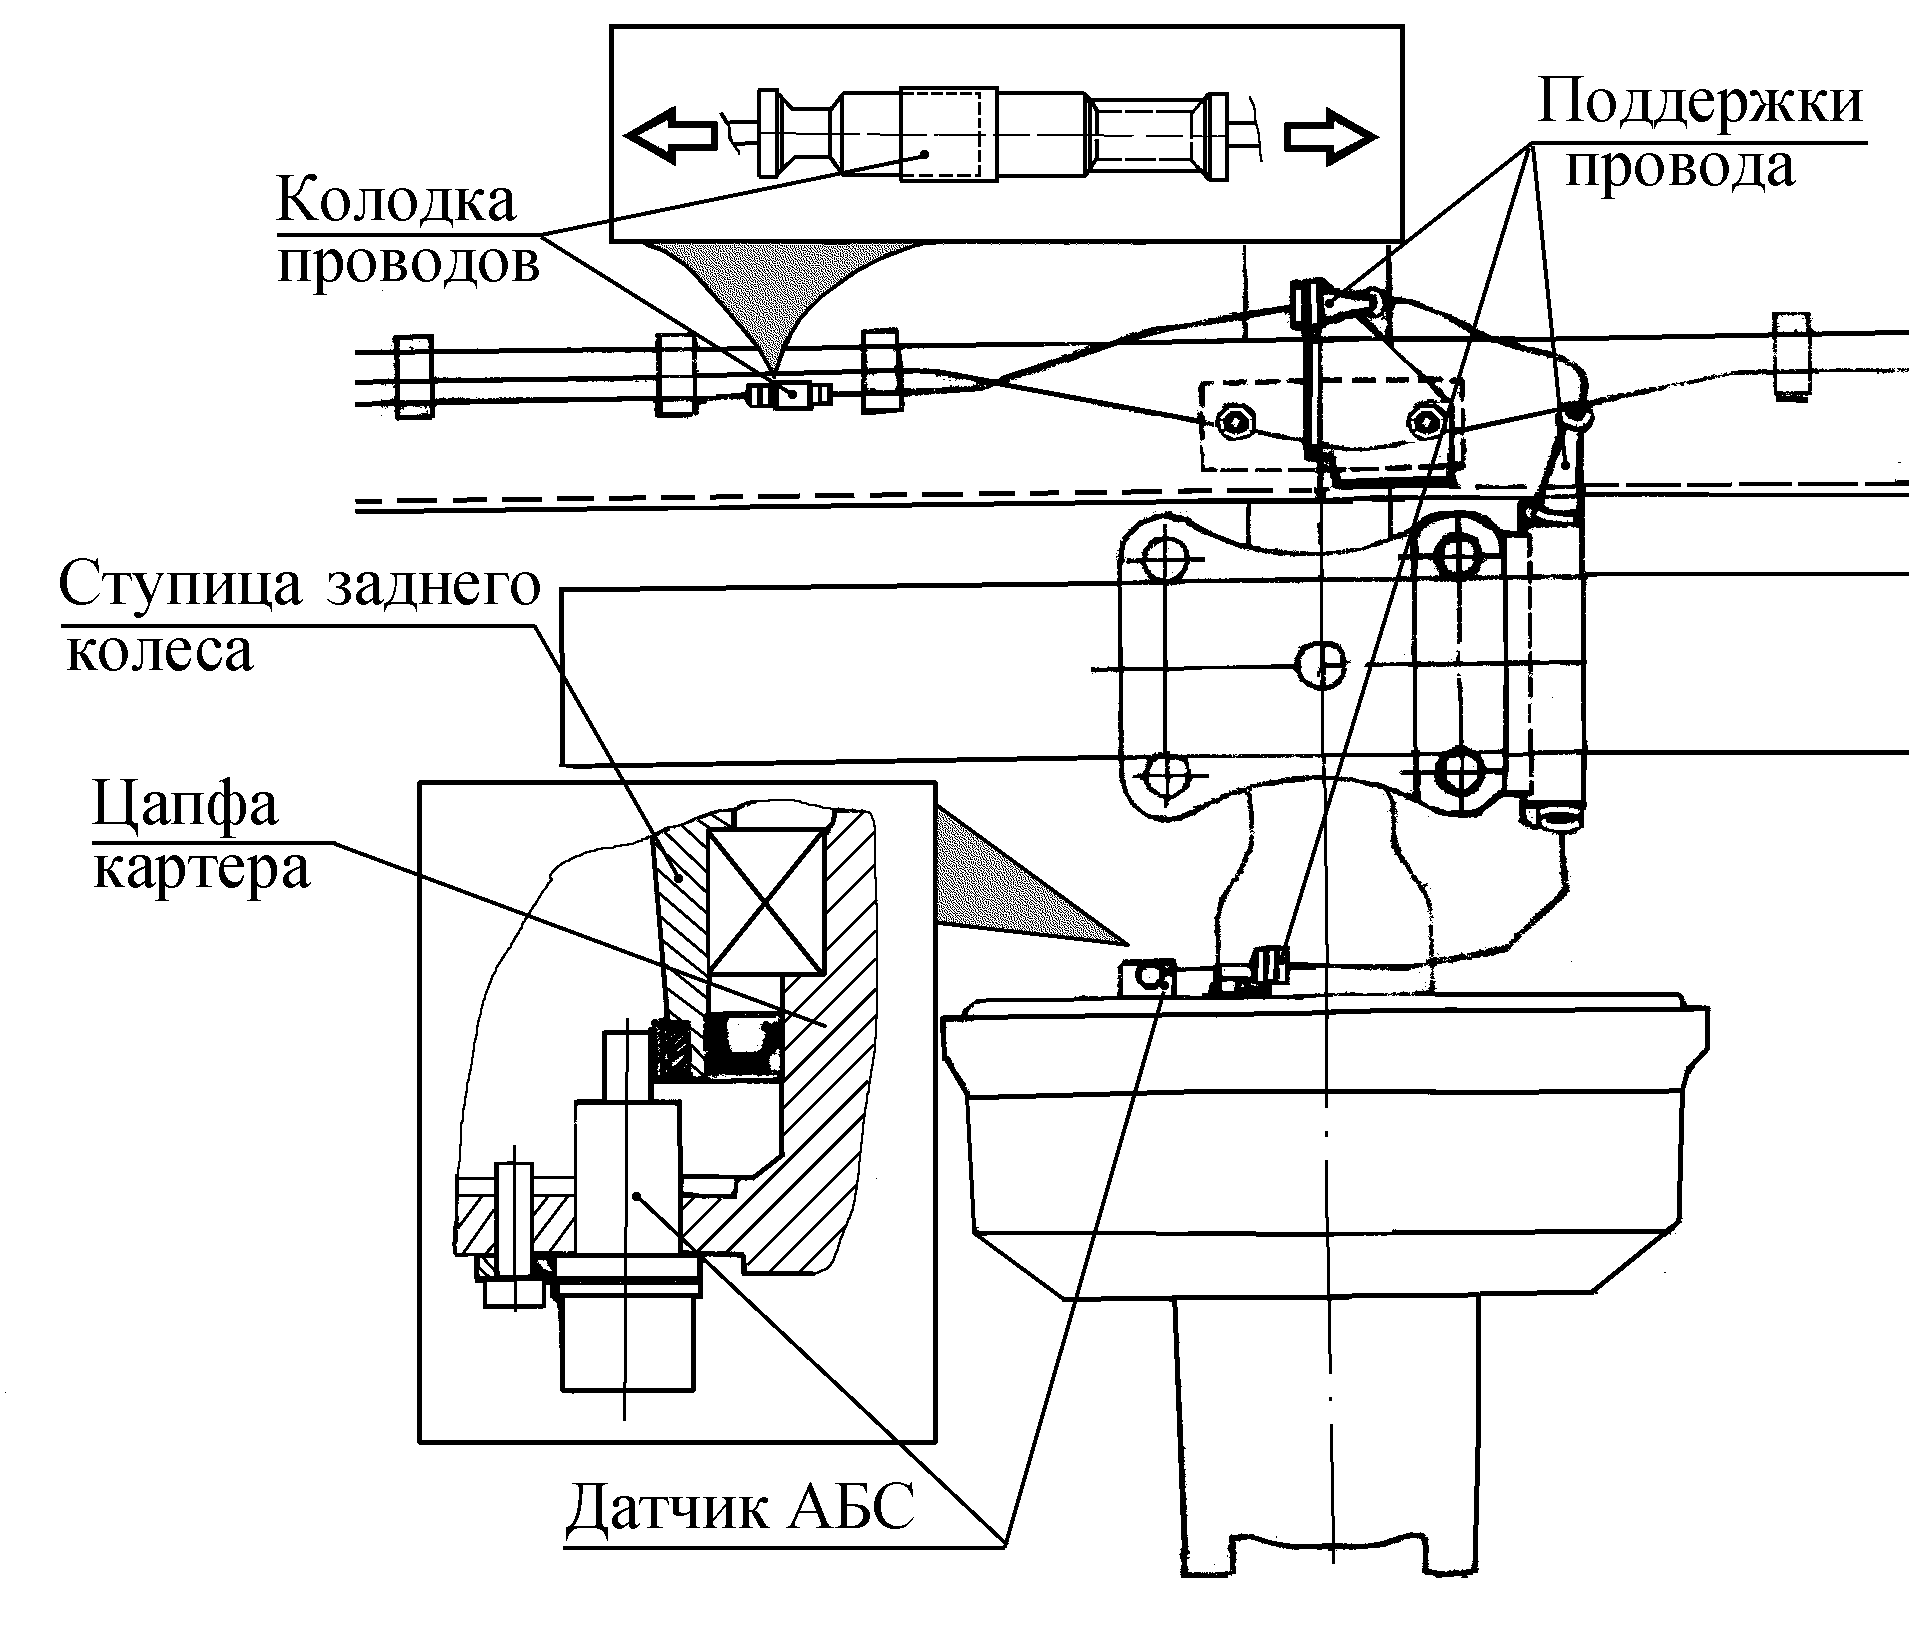 Поддержки
провода
Колодка
проводов
Ступица заднего
колеса
Цапфа
картера
Датчик АБС